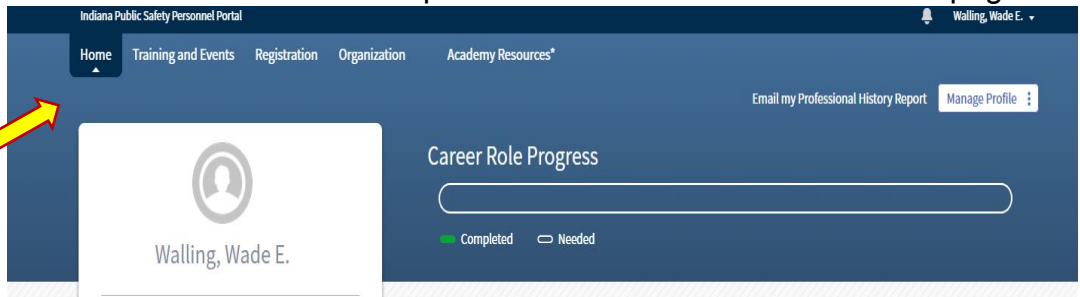 Indiana Public Safety Personnel Portal
Walling, Wade E.
Home Training and Events Registration Organization Academy Resources*
Email my Professional History Report Manage Profile
Career Role Progress
Completed Needed
Walling, Wade E.